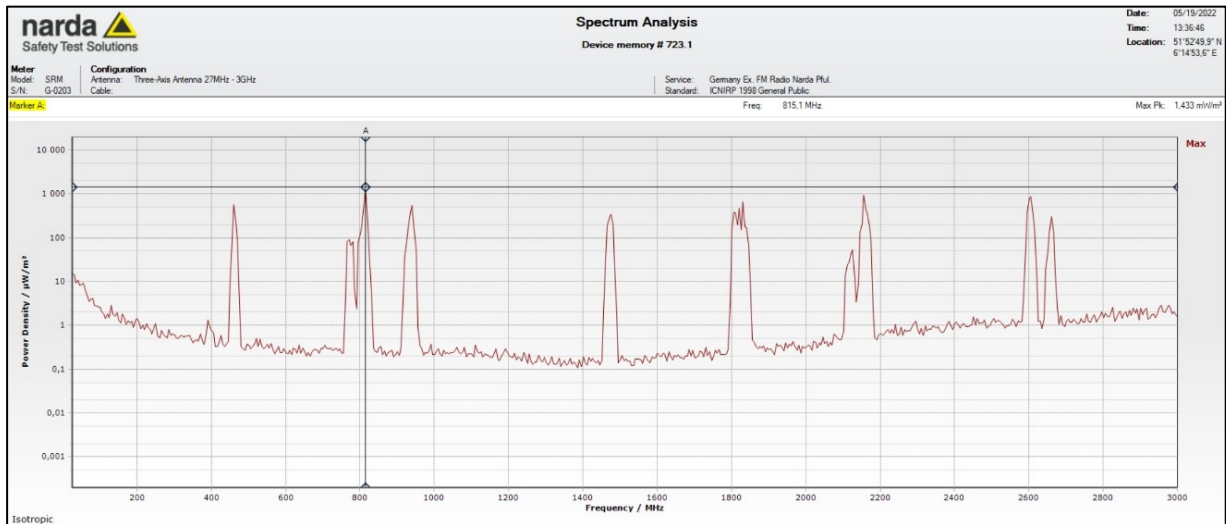 narda
Safety Test Solutions
Spectrum Analysis
Device memory # 723.1
Date: 05/19/2022
Time: 13:36:46
Location: 51°52'49,9" N
6°14'53,6" E
Meter
Model: SRM
S/N: G-0203
Configuration
Antenna: Three-Axis Antenna 27MHz - 3GHz
Cable:
Service: Germany Ex. FM Radio Narda Pful.
Standard: ICNIRP 1998 General Public
Marker A: Freq: 815,1 MHz Max Pk: 1,433 mW/m²
A
Max
Power Density / µW/m²
10 000
1 000
100
10
1
0,1
0,01
0,001
200 400 600 800 1000 1200 1400 1600 1800 2000 2200 2400 2600 2800 3000
Frequency / MHz
Isotropic